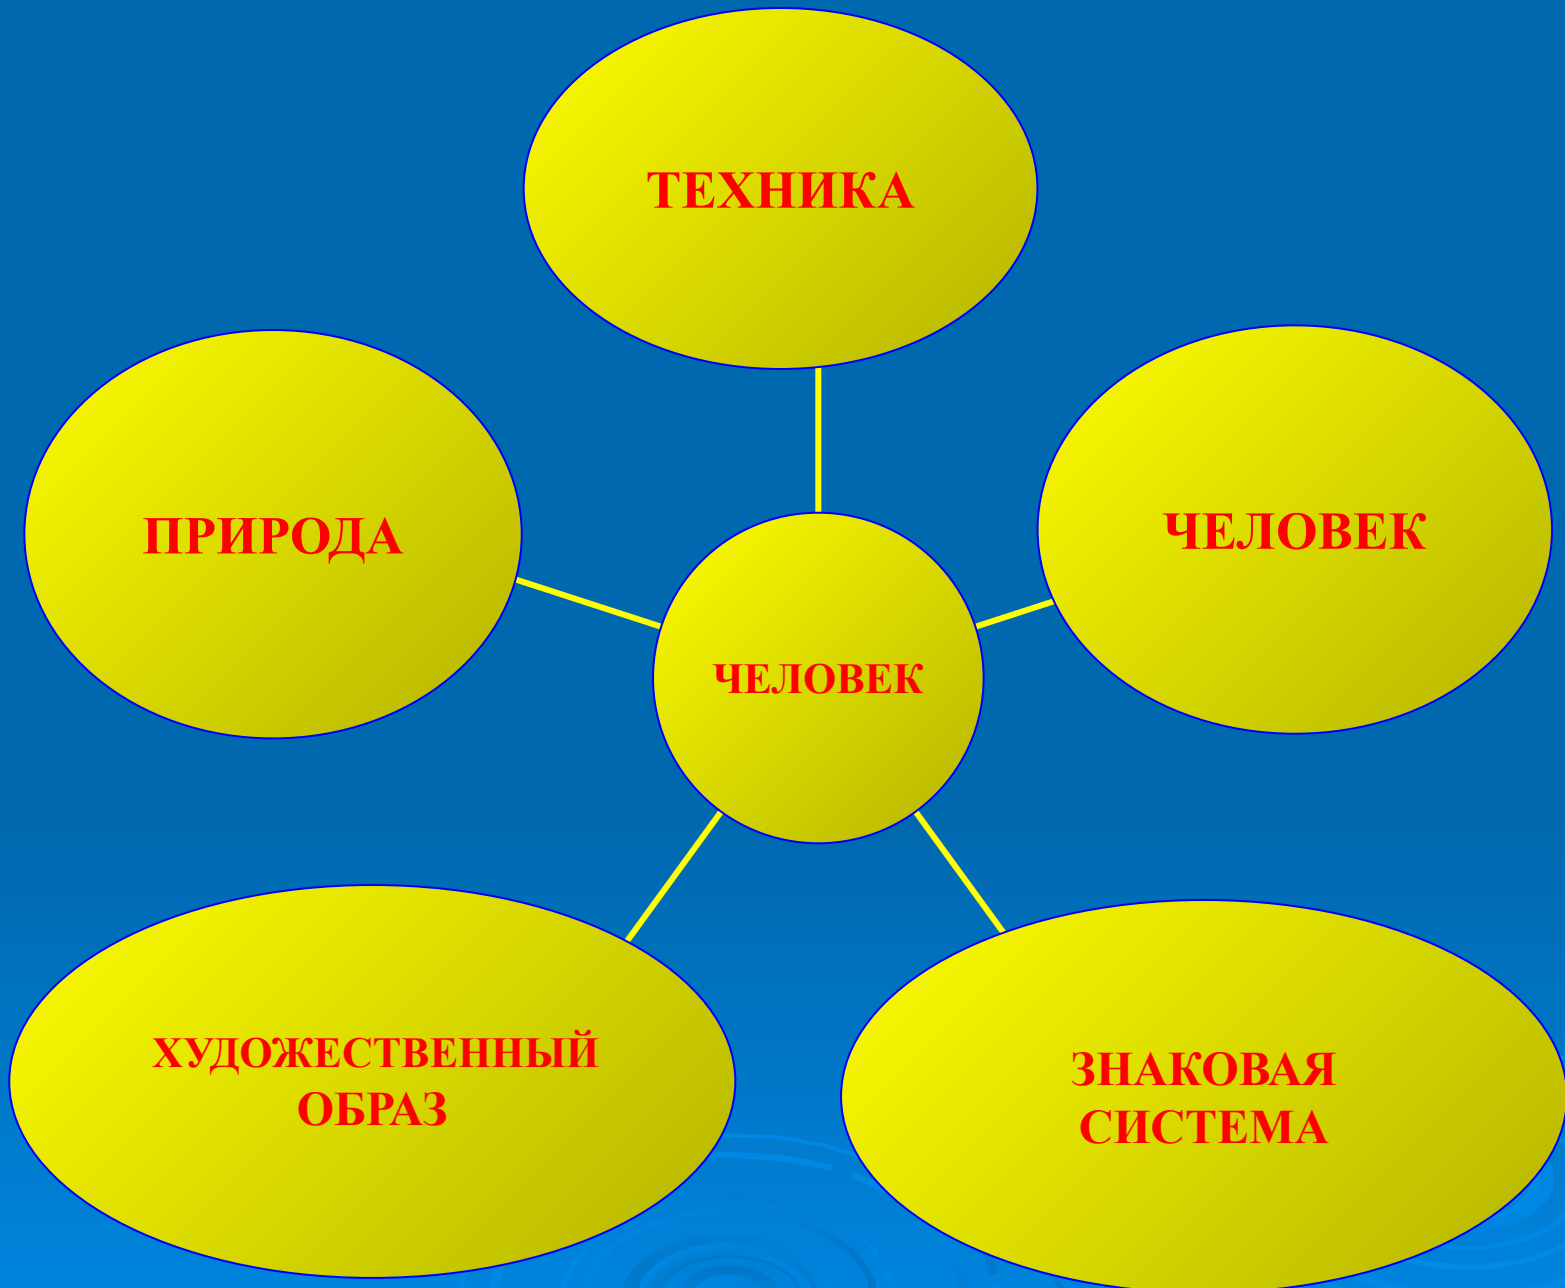 ТЕХНИКА
ПРИРОДА
ЧЕЛОВЕК
ЧЕЛОВЕК
ХУДОЖЕСТВЕННЫЙ
ОБРАЗ
ЗНАКОВАЯ
СИСТЕМА